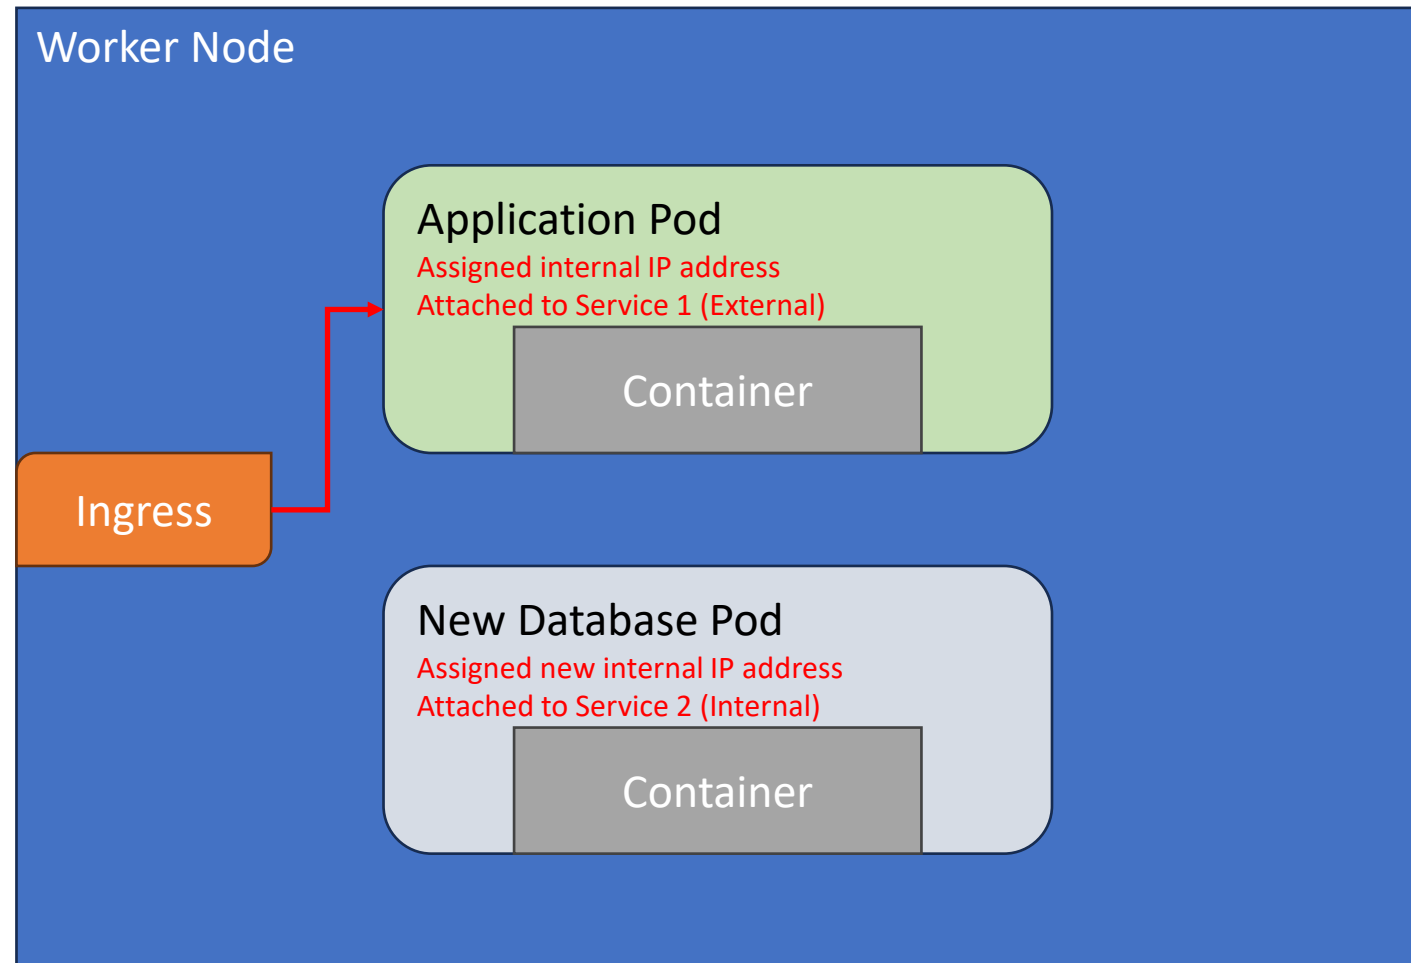 Worker Node
Application Pod
Assigned internal IP address
Attached to Service 1 (External)
Container
Ingress
New Database Pod
Assigned new internal IP address
Attached to Service 2 (Internal)
Container